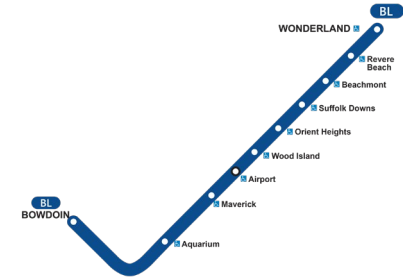 BL
WONDERLAND
Revere
Beach
Beachmont
Suffolk Downs
Orient Heights
Wood Island
Airport
Maverick
BL
BOWDOIN
Aquarium